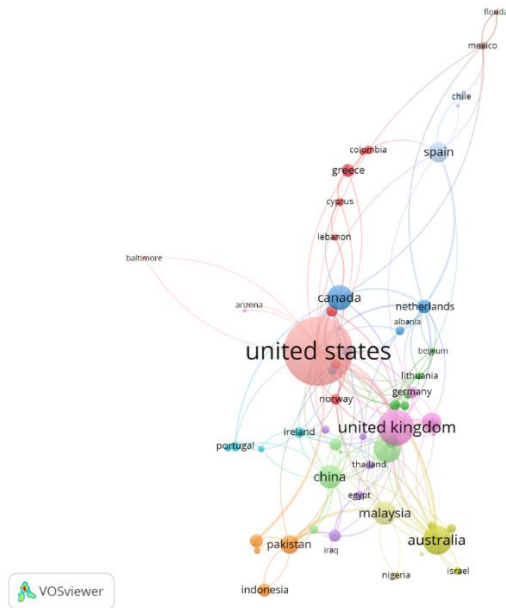 florida
mexico
chile
colombia
spain
greece
cyprus
lebanon
baltimore
arizona
canada
netherlands
albania
united states
belgium
lithuania
germany
norway
united kingdom
ireland
portugal
thailand
china
egypt
malaysia
pakistan
iraq
australia
nigeria
israel
indonesia
VOSviewer